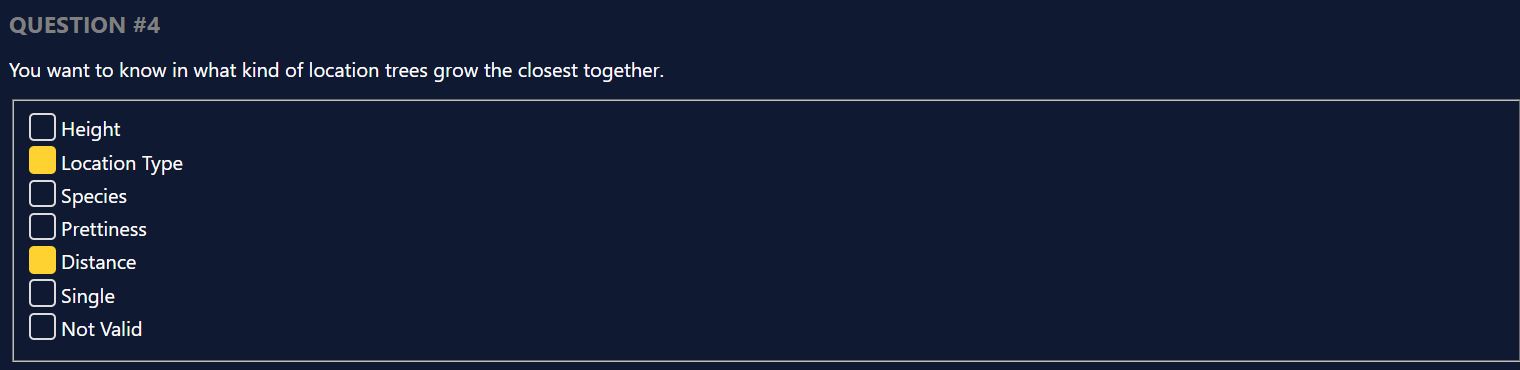 QUESTION #4
You want to know in what kind of location trees grow the closest together.
Height
Location Type
Species
Prettiness
Distance
Single
Not Valid